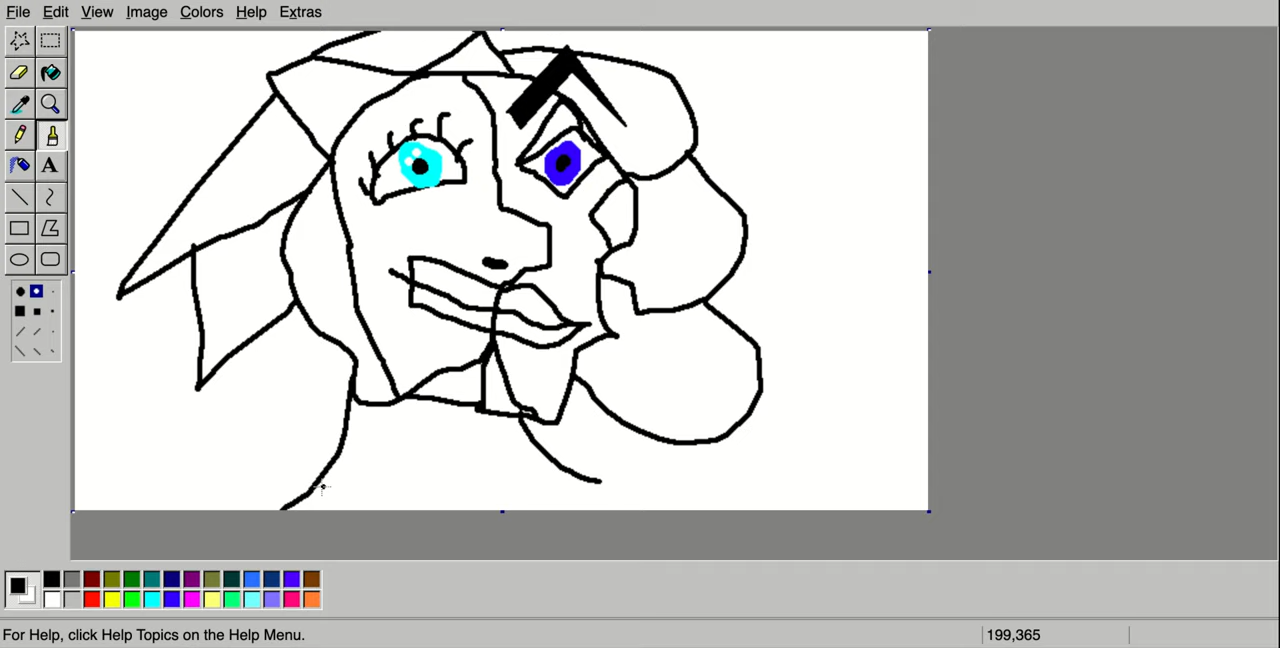 File Edit View Image Colors Help Extras
A
For Help, click Help Topics on the Help Menu. 199,365